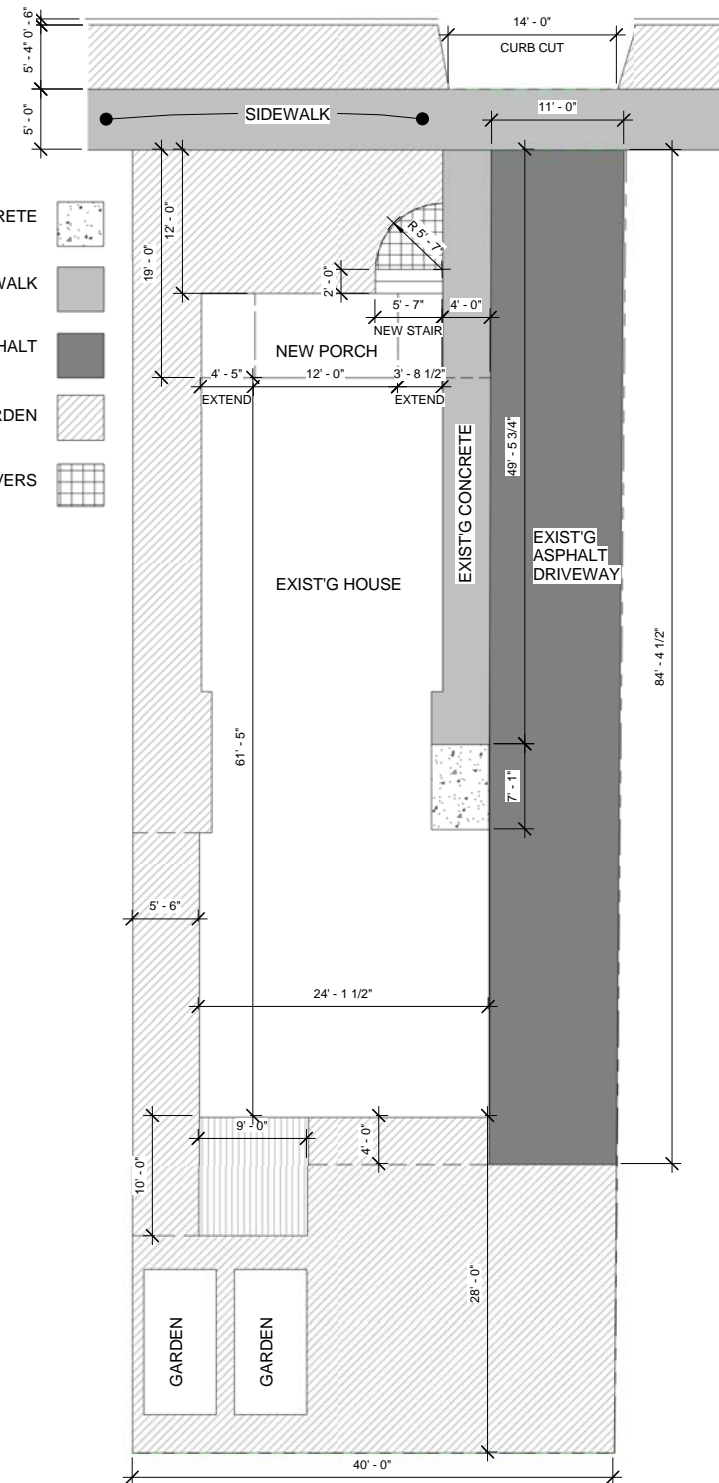 14' - 0"
CURB CUT
0' - 6"
5' - 4"
5' - 0"
SIDEWALK
11' - 0"
RETE
WALK
HALT
RDEN
VERS
12' - 0"
19' - 0"
R 5' - 7"
2' - 0"
5' - 7"
4' - 0"
NEW STAIR
NEW PORCH
4' - 5"
12' - 0"
3' - 8 1/2"
EXTEND
EXTEND
49' - 5 3/4"
EXIST'G CONCRETE
EXIST'G
ASPHALT
DRIVEWAY
EXIST'G HOUSE
84' - 4 1/2"
61' - 5"
7' - 1"
5' - 6"
24' - 1 1/2"
9' - 0"
4' - 0"
10' - 0"
28' - 0"
GARDEN
GARDEN
40' - 0"